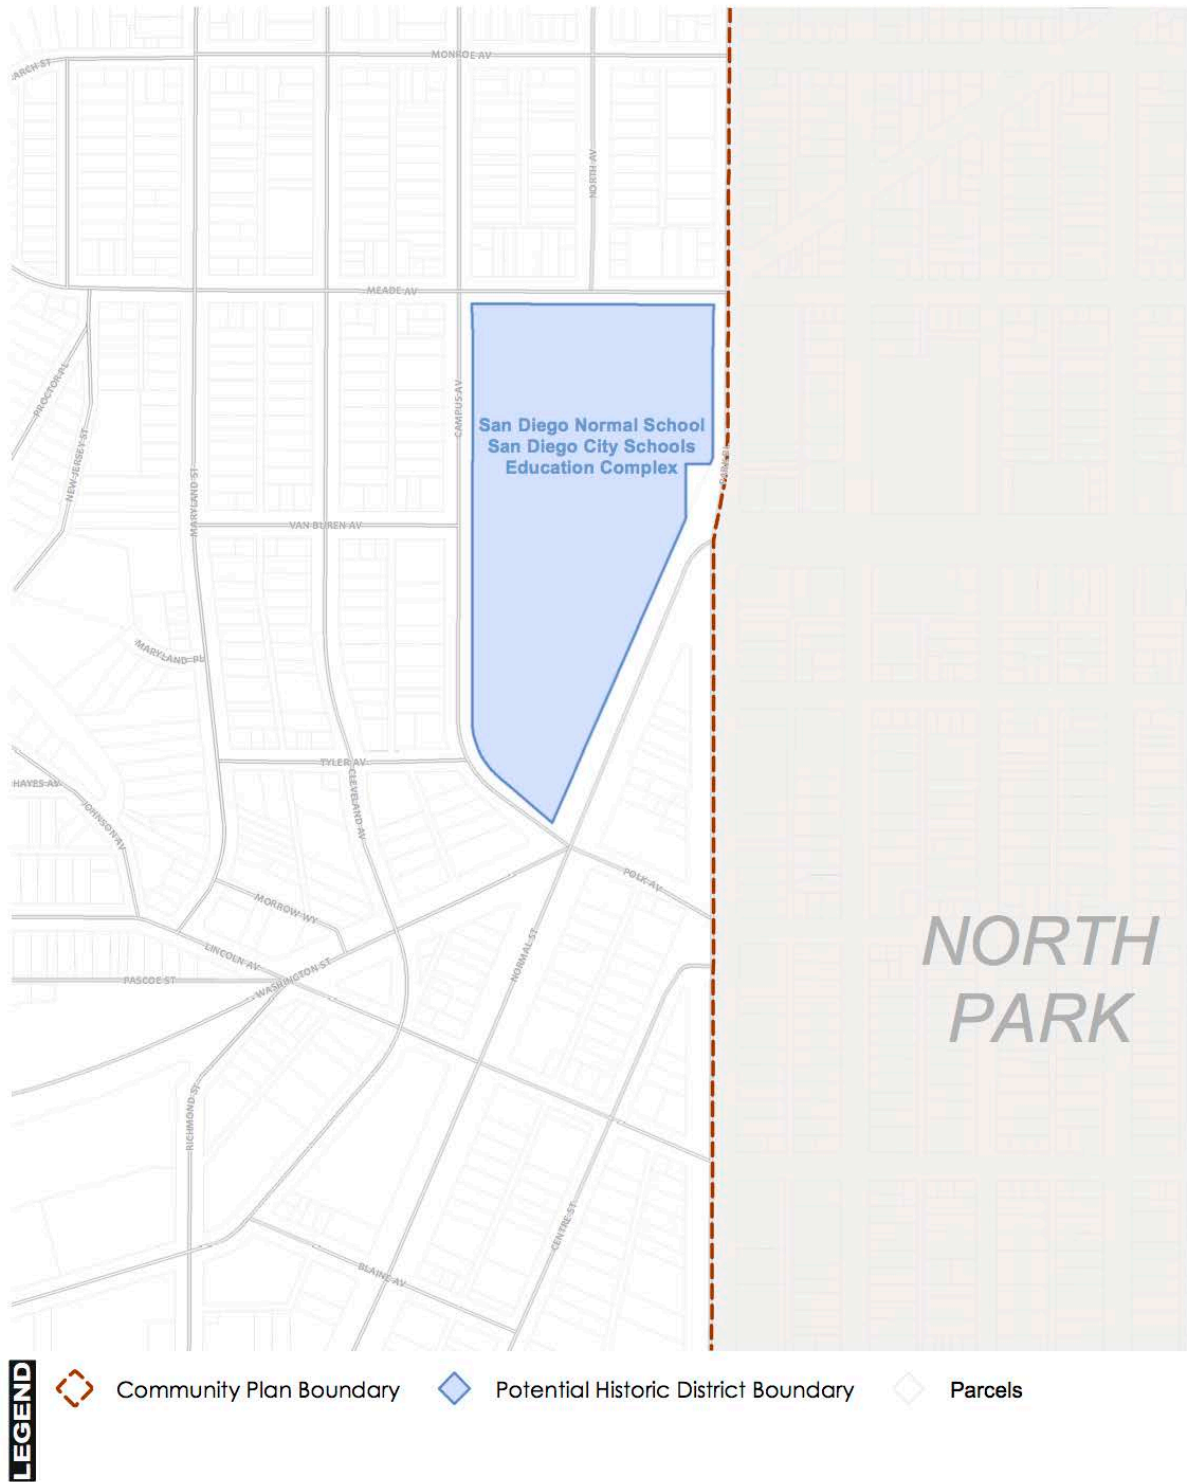 MONROE AV
ARCH ST
NORTH AV
MEADE AV
PROCTOR PL
CAMPUS AV
San Diego Normal School
San Diego City Schools
Education Complex
NEW JERSEY ST
MARYLAND ST
PARK BL
VAN BUREN AV
MARYLAND PL
TYLER AV
HAYES AV
JOHNSON AV
CLEVELAND AV
POLK AV
MORROW WY
LINCOLN AV
NORMAL ST
WASHINGTON ST
PASCOE ST
NORTH
PARK
RICHMOND ST
CENTRE ST
BLAINE AV
LEGEND
Community Plan Boundary
Potential Historic District Boundary
Parcels